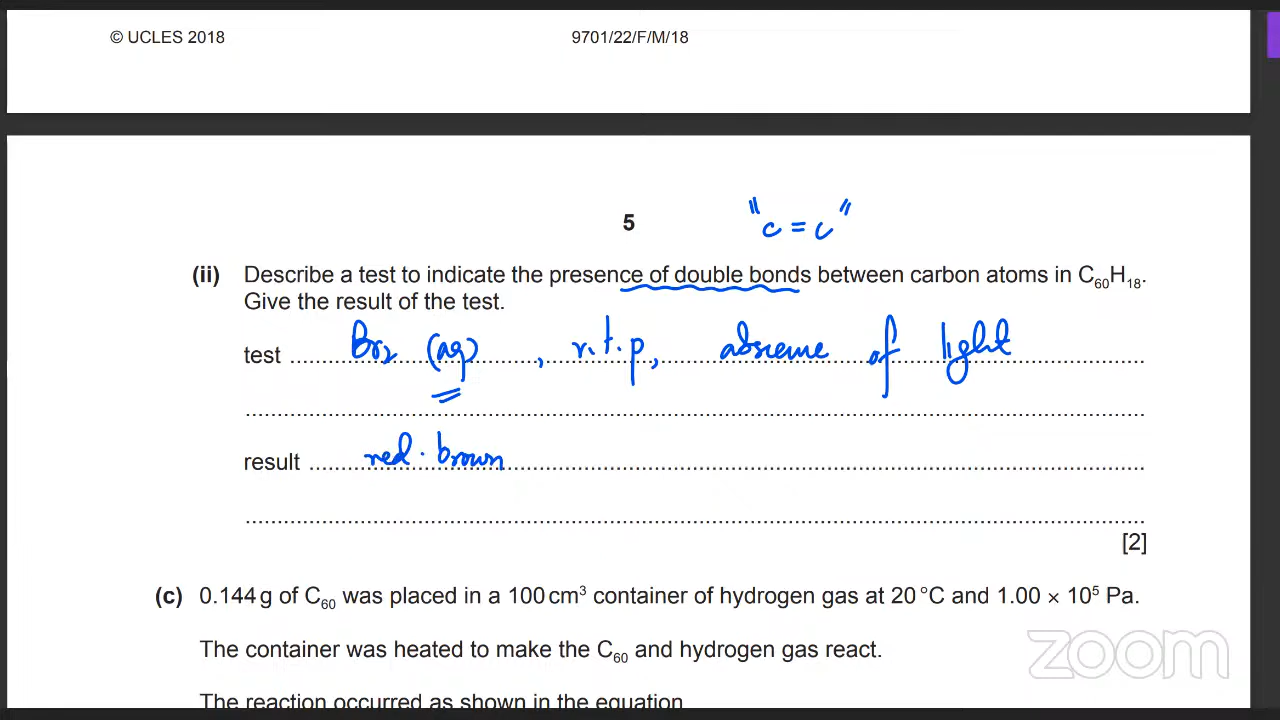 © UCLES 2018 9701/22/F/M/18
5 "c = c"
(ii) Describe a test to indicate the presence of double bonds between carbon atoms in C₆₀H₁₈.
Give the result of the test.
test Br₂ (aq) , r.t.p, absence of light
result red-brown
[2]
(c) 0.144 g of C₆₀ was placed in a 100 cm³ container of hydrogen gas at 20 °C and 1.00 × 10⁵ Pa.
The container was heated to make the C₆₀ and hydrogen gas react.
zoom
The reaction occurred as shown in the equation